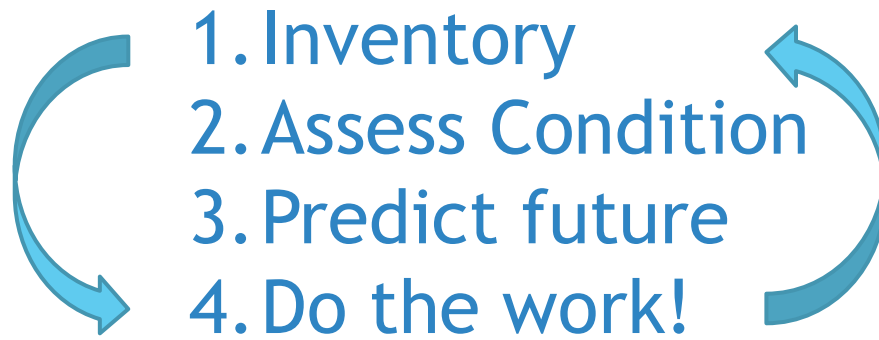 1. Inventory
2. Assess Condition
3. Predict future
4. Do the work!